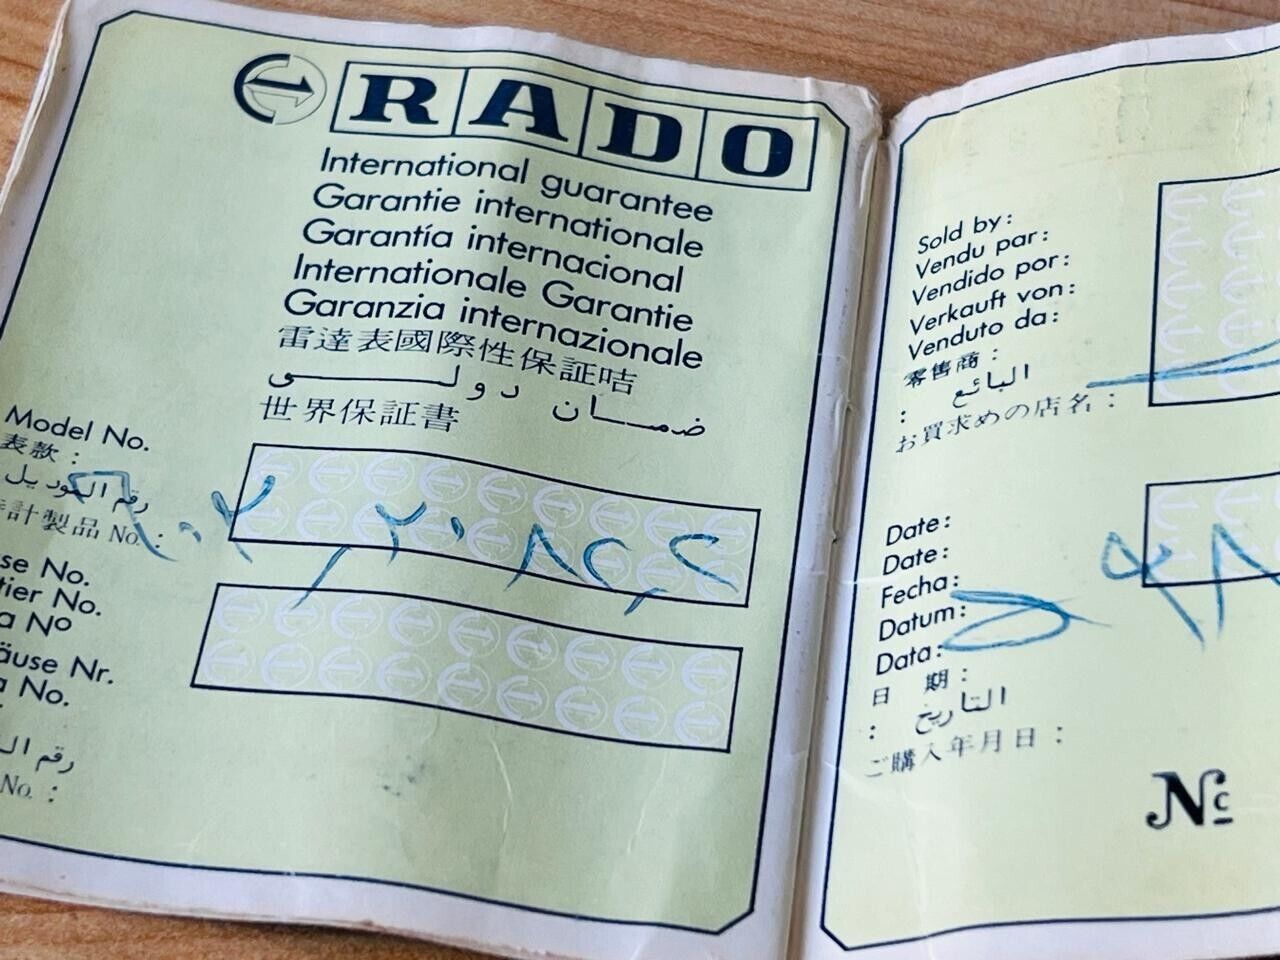 RADO
International guarantee
Garantie internationale
Garantía internacional
Internationale Garantie
Garanzia internazionale
雷達表國際性保証咭
ضمان دولي
世界保証書
Model No.
表款 :
رقم الموديل
計製品 No. :
se No.
tier No.
a Nº
äuse Nr.
a No.
رقم ال
No. :
Sold by:
Vendu par:
Vendido por:
Verkauft von:
Venduto da:
零售商 :
البائع :
お買求めの店名 :
Date:
Date:
Fecha:
Datum:
Data:
日 期 :
التاريخ :
ご購入年月日 :
Nº